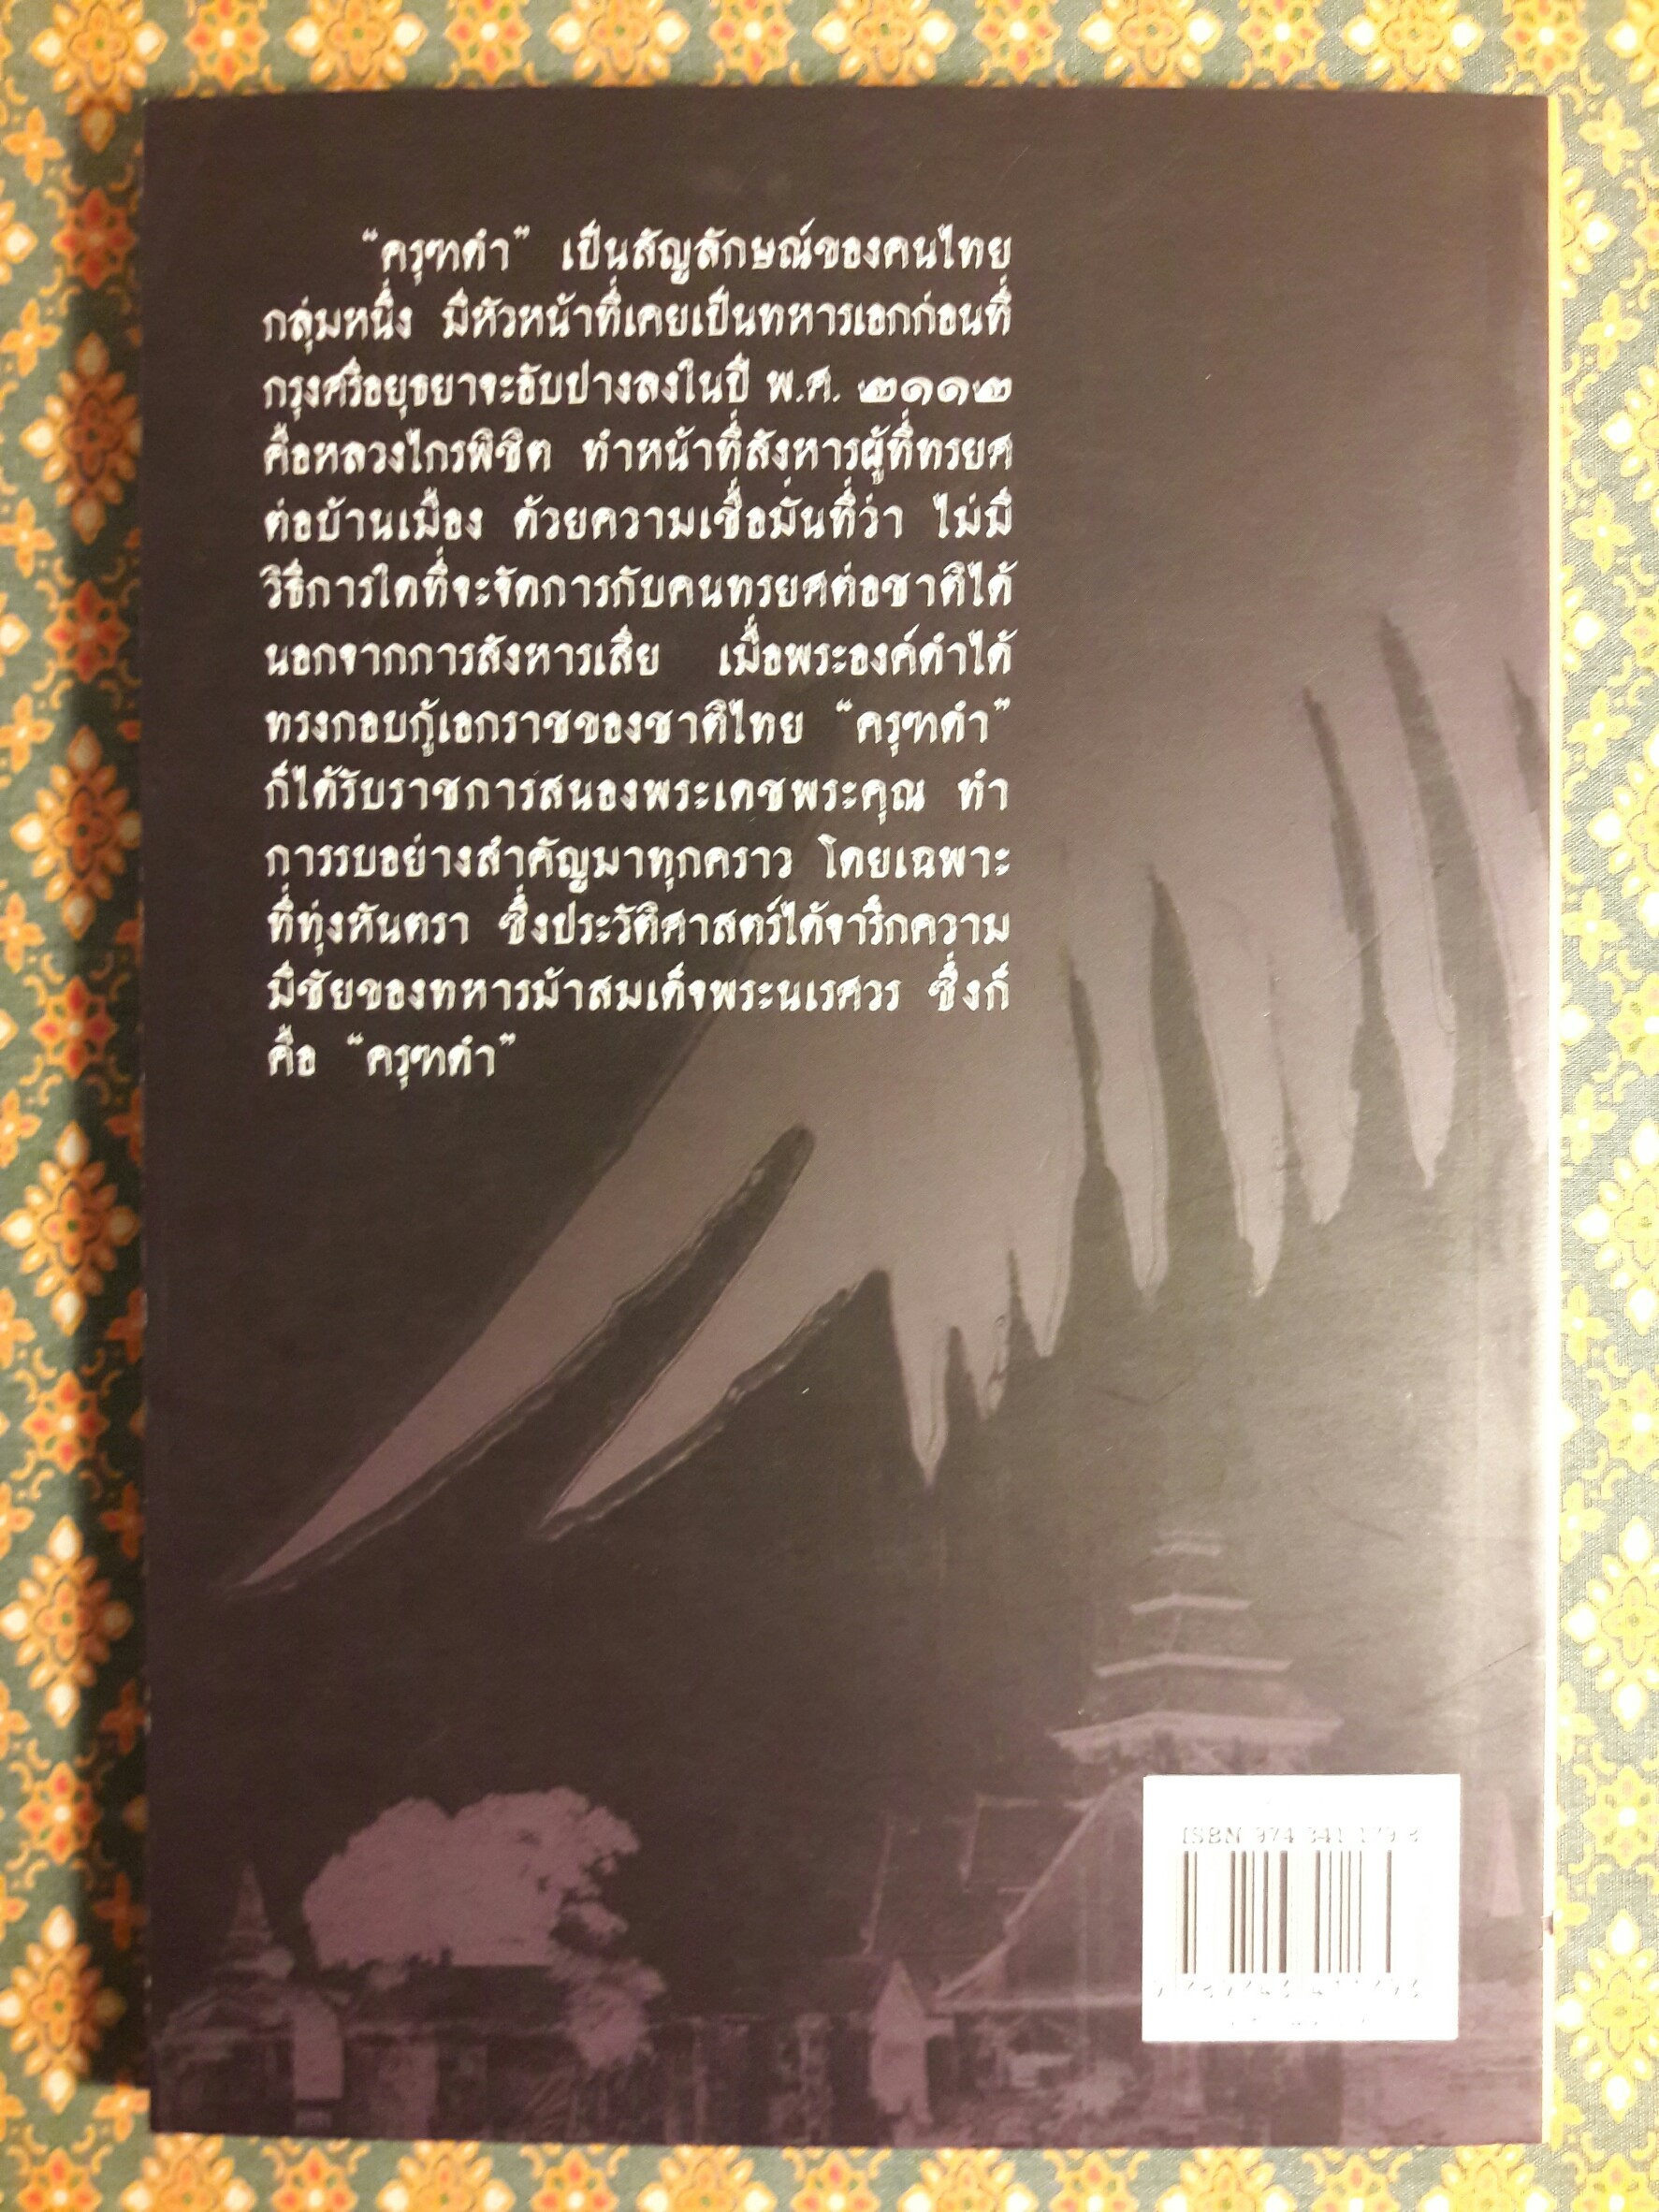 "ครุฑดำ" เป็นสัญลักษณ์ของคนไทย
กลุ่มหนึ่ง มีหัวหน้าที่เคยเป็นทหารเอกก่อนที่
กรุงศรีอยุธยาจะอับปางลงในปี พ.ศ. ๒๑๑๒
คือหลวงไกรพิชิต ทำหน้าที่สังหารผู้ที่ทรยศ
ต่อบ้านเมือง ด้วยความเชื่อมั่นที่ว่า ไม่มี
วิธีการใดที่จะจัดการกับคนทรยศต่อชาติได้
นอกจากการสังหารเสีย เมื่อพระองค์ดำได้
ทรงกอบกู้เอกราชของชาติไทย "ครุฑดำ"
ก็ได้รับราชการสนองพระเดชพระคุณ ทำ
การรบอย่างสำคัญมาทุกคราว โดยเฉพาะ
ที่ทุ่งหันตรา ซึ่งประวัติศาสตร์ได้จารึกความ
มีชัยของทหารม้าสมเด็จพระนเรศวร ซึ่งก็
คือ "ครุฑดำ"
ISBN 974 341 179 3